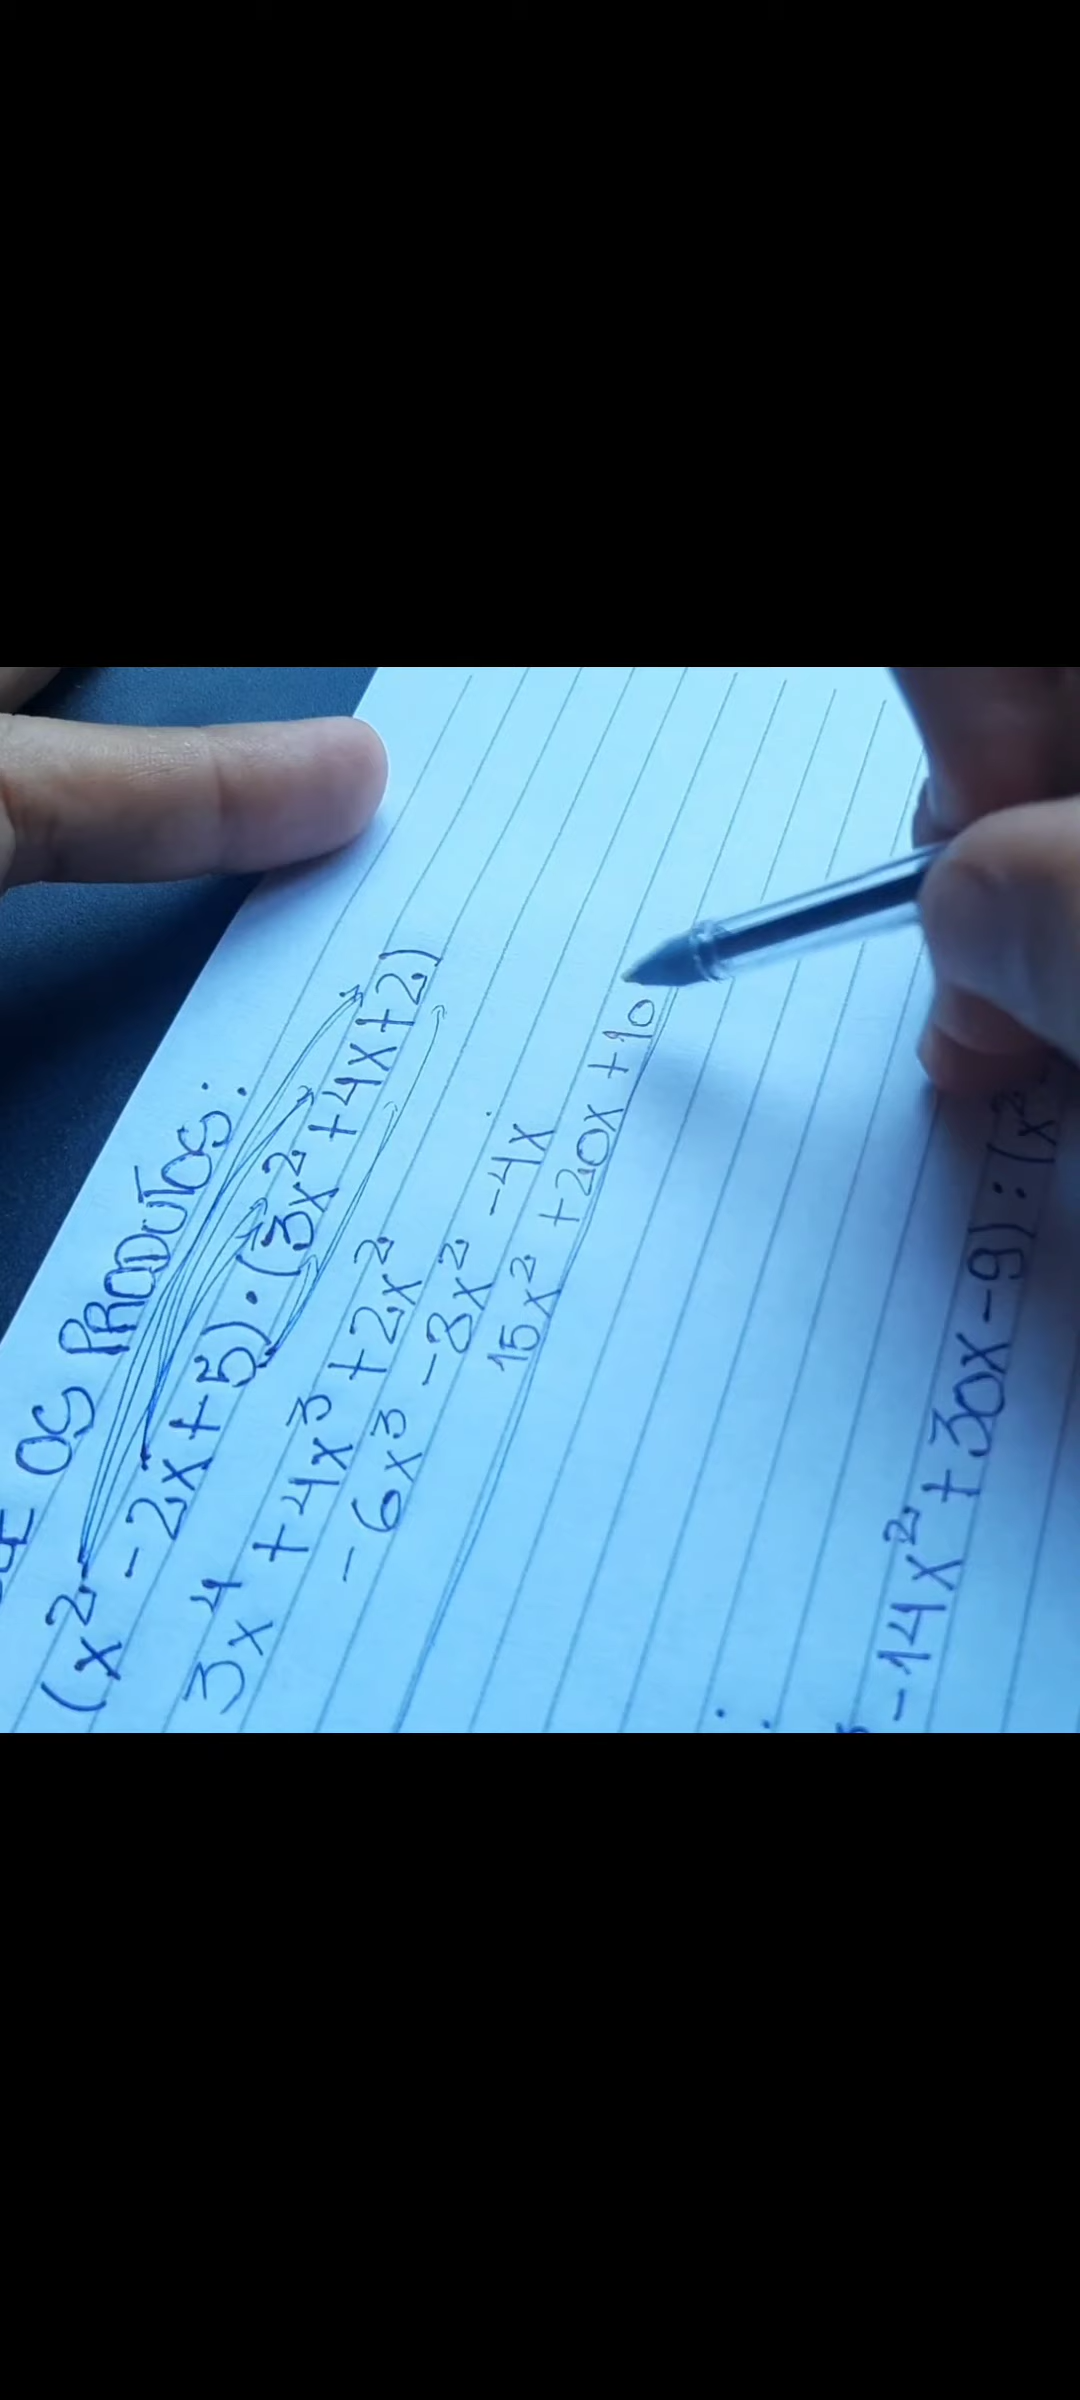 OS PRODUTOS:
(x² - 2x + 5) · (3x² + 4x + 2)
3x⁴ + 4x³ + 2x²
- 6x³ - 8x² - 4x
15x² + 20x + 10
- 14x² + 30x - 9) : (x²